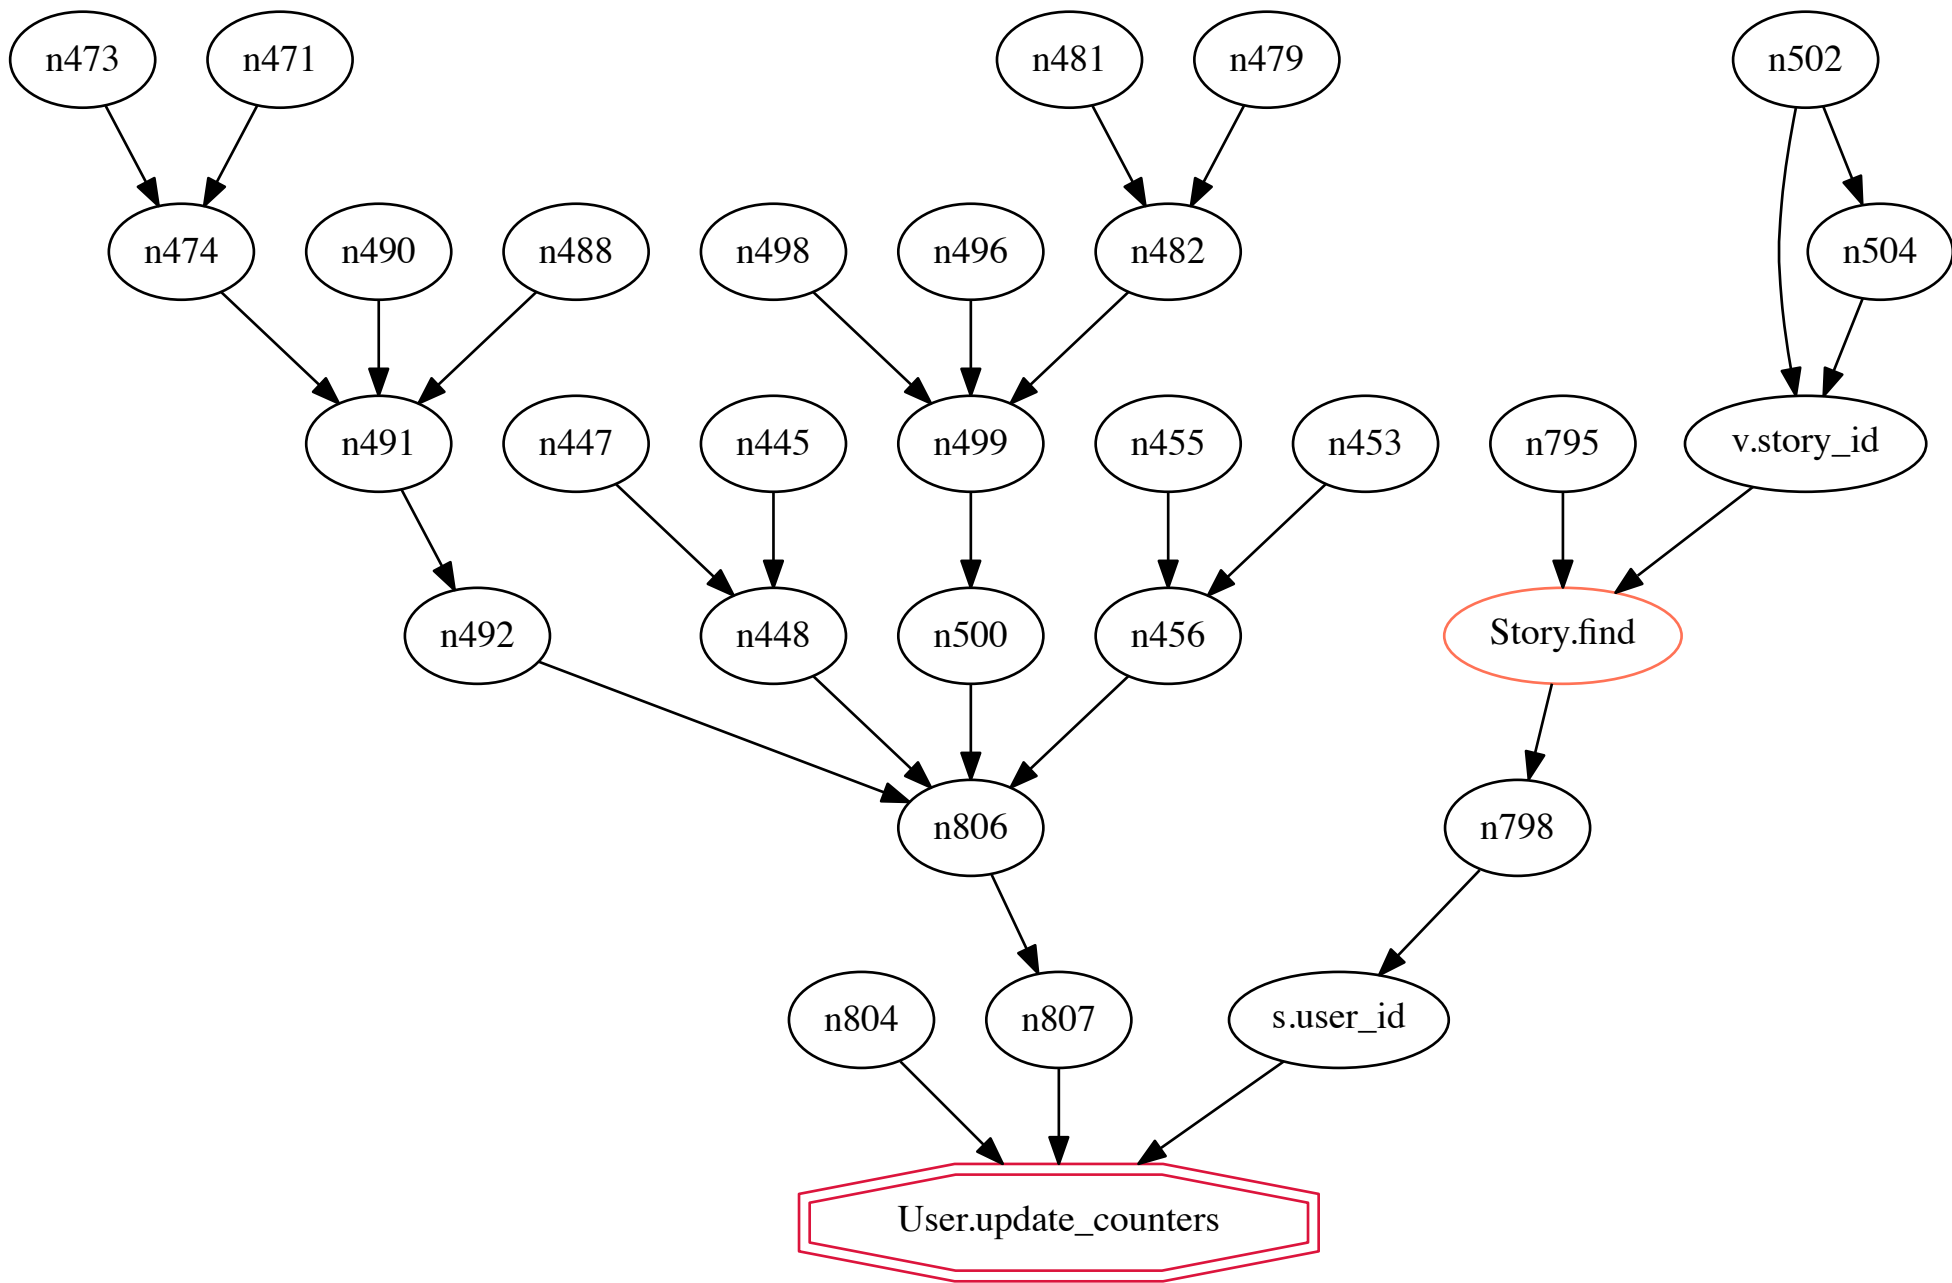 n473
n471
n481
n479
n502
n474
n490
n488
n498
n496
n482
n504
n491
n447
n445
n499
n455
n453
n795
v.story_id
n492
n448
n500
n456
Story.find
n806
n798
n804
n807
s.user_id
User.update_counters